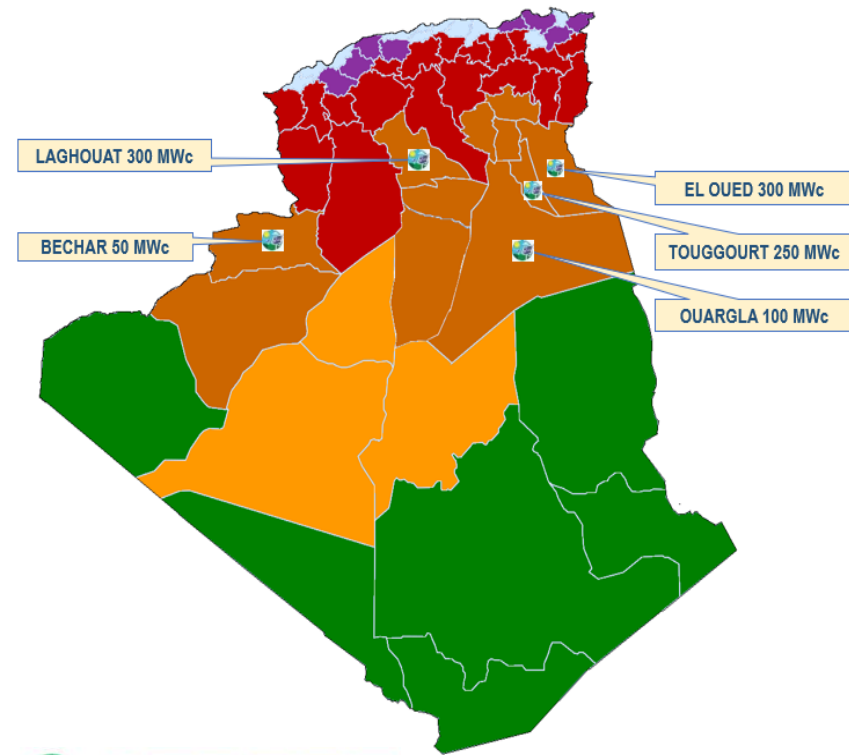 LAGHOUAT 300 MWc
EL OUED 300 MWc
BECHAR 50 MWc
TOUGGOURT 250 MWc
OUARGLA 100 MWc